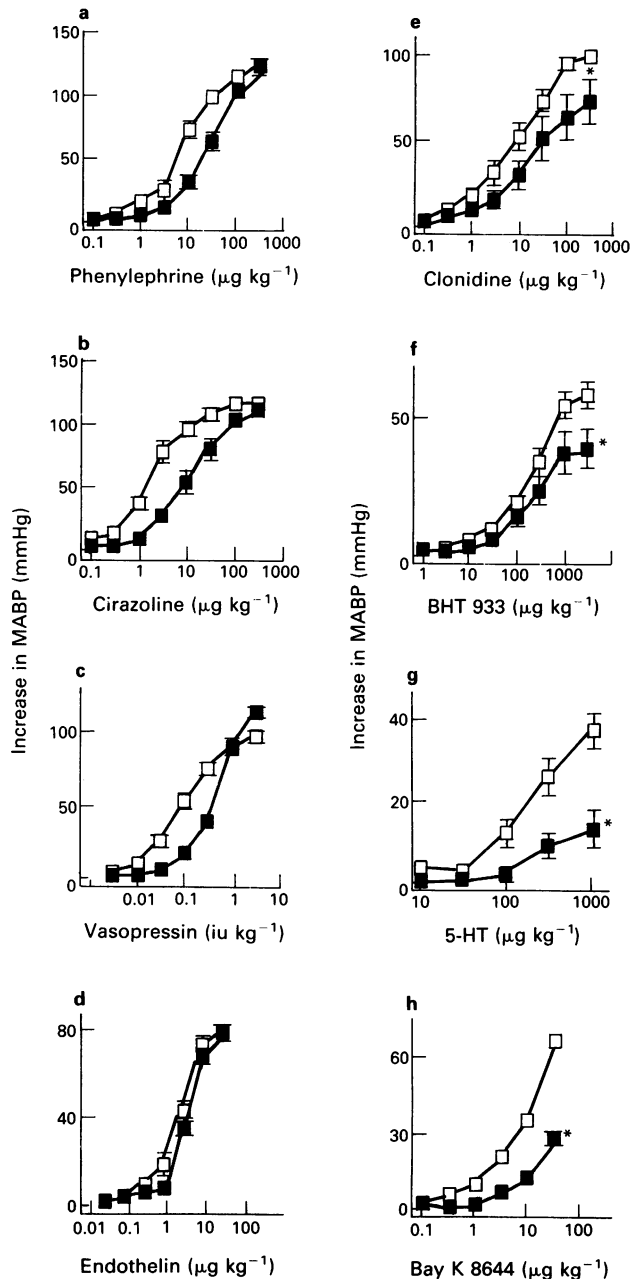 a
150
100
50
0
0.1 1 10 100 1000
Phenylephrine (µg kg⁻¹)
b
150
100
50
0
0.1 1 10 100 1000
Cirazoline (µg kg⁻¹)
Increase in MABP (mmHg)
c
100
50
0
0.01 0.1 1 10
Vasopressin (iu kg⁻¹)
d
80
40
0
0.01 0.1 1 10 100
Endothelin (µg kg⁻¹)
e
100
50
0
*
0.1 1 10 100 1000
Clonidine (µg kg⁻¹)
f
50
0
*
1 10 100 1000
BHT 933 (µg kg⁻¹)
Increase in MABP (mmHg)
g
40
20
0
*
10 100 1000
5-HT (µg kg⁻¹)
h
60
30
0
*
0.1 1 10 100
Bay K 8644 (µg kg⁻¹)